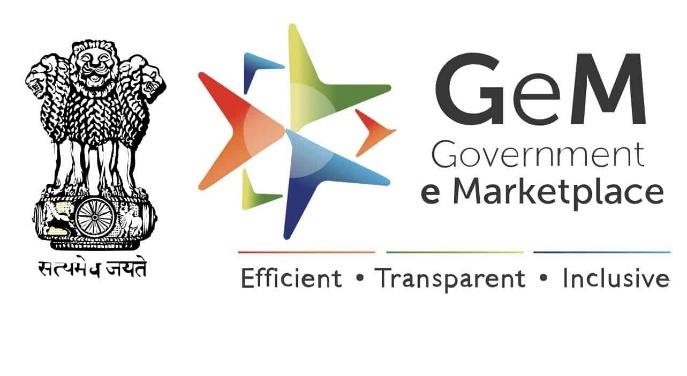 सत्यमेव जयते
GeM
Government
e Marketplace
Efficient • Transparent • Inclusive